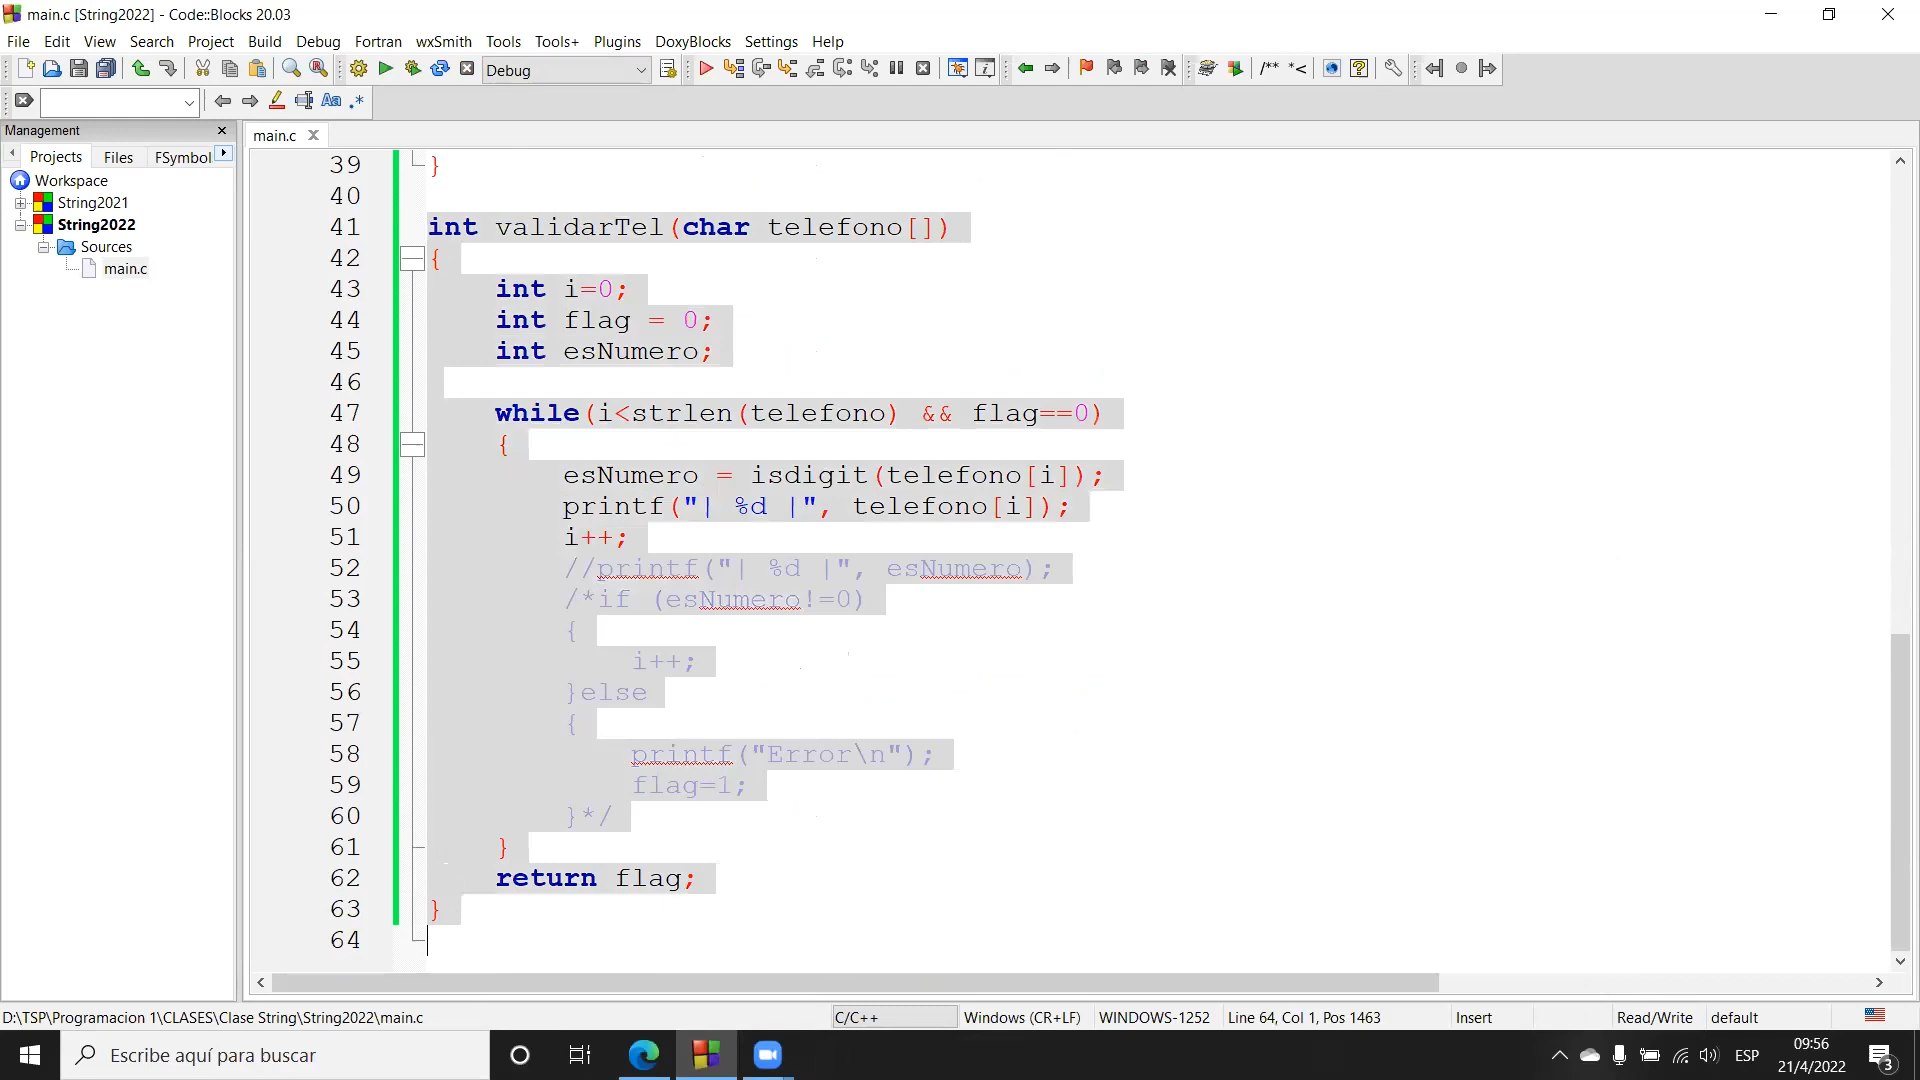 main.c [String2022] - Code::Blocks 20.03
File Edit View Search Project Build Debug Fortran wxSmith Tools Tools+ Plugins DoxyBlocks Settings Help
Debug
/** *<
Aa .*
Management
main.c
Projects Files FSymbol
Workspace
String2021
String2022
Sources
main.c
39 }
40
41 int validarTel(char telefono[])
42 {
43 int i=0;
44 int flag = 0;
45 int esNumero;
46
47 while(i<strlen(telefono) && flag==0)
48 {
49 esNumero = isdigit(telefono[i]);
50 printf("| %d |", telefono[i]);
51 i++;
52 //printf("| %d |", esNumero);
53 /*if (esNumero!=0)
54 {
55 i++;
56 }else
57 {
58 printf("Error\n");
59 flag=1;
60 }*/
61 }
62 return flag;
63 }
64
D:\TSP\Programacion 1\CLASES\Clase String\String2022\main.c C/C++ Windows (CR+LF) WINDOWS-1252 Line 64, Col 1, Pos 1463 Insert Read/Write default
Escribe aquí para buscar
ESP
09:56
21/4/2022
3